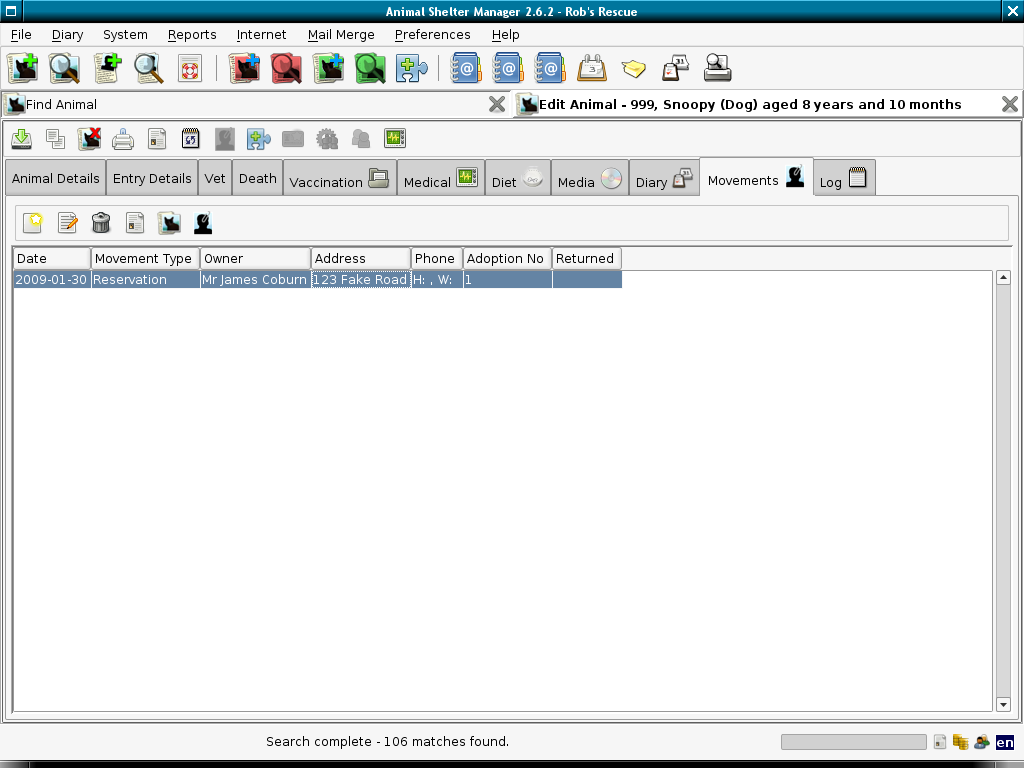 Animal Shelter Manager 2.6.2 - Rob's Rescue
File Diary System Reports Internet Mail Merge Preferences Help
Find Animal Edit Animal - 999, Snoopy (Dog) aged 8 years and 10 months
Animal Details Entry Details Vet Death Vaccination Medical Diet Media Diary Movements Log
Date Movement Type Owner Address Phone Adoption No Returned
2009-01-30 Reservation Mr James Coburn 123 Fake Road H: , W: 1
Search complete - 106 matches found. en